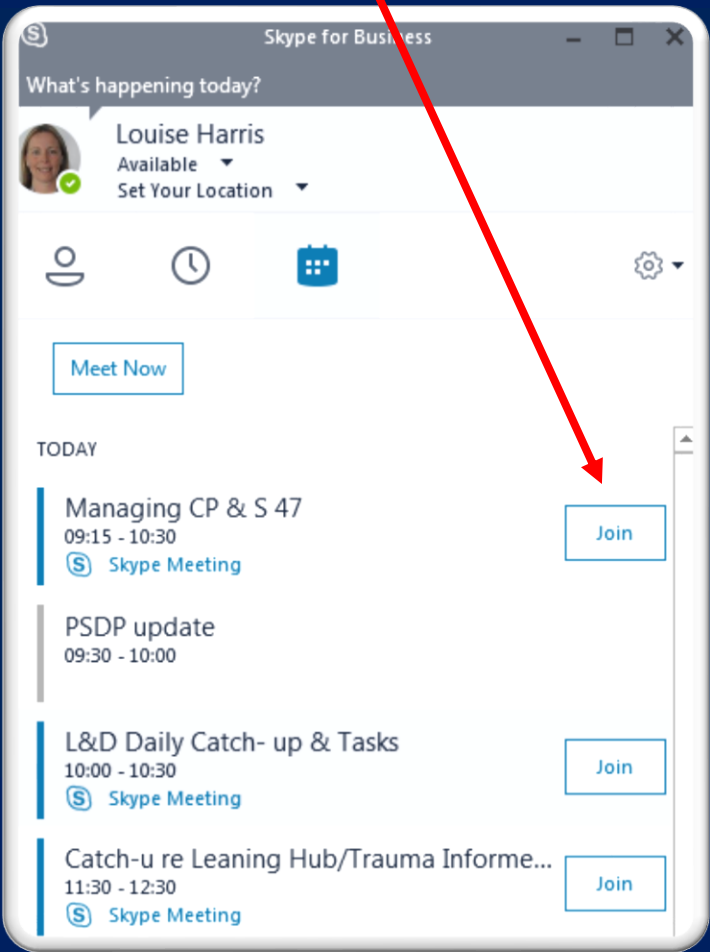 Skype for Business
What's happening today?
Louise Harris
Available
Set Your Location
Meet Now
TODAY
Managing CP & S 47
09:15 - 10:30
Join
Skype Meeting
PSDP update
09:30 - 10:00
L&D Daily Catch- up & Tasks
10:00 - 10:30
Join
Skype Meeting
Catch-u re Leaning Hub/Trauma Informe...
11:30 - 12:30
Join
Skype Meeting